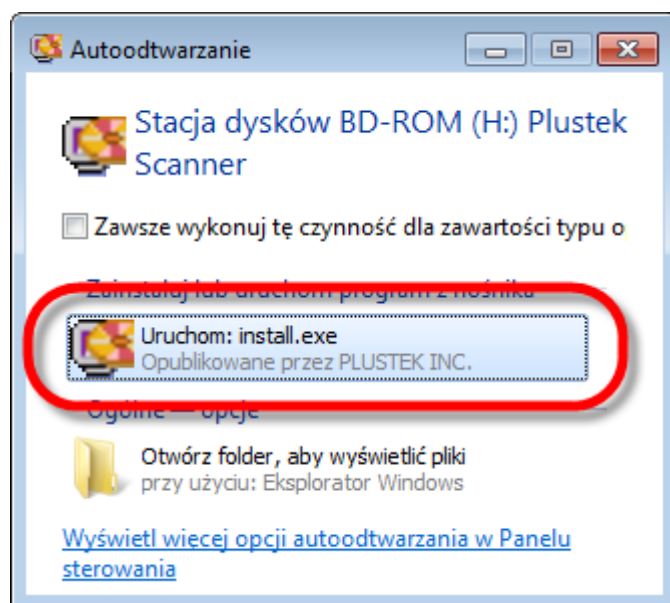 Autoodtwarzanie
Stacja dysków BD-ROM (H:) Plustek
Scanner
Zawsze wykonuj tę czynność dla zawartości typu o
Zainstaluj lub uruchom program z nośnika
Uruchom: install.exe
Opublikowane przez PLUSTEK INC.
Ogólne — opcje
Otwórz folder, aby wyświetlić pliki
przy użyciu: Eksplorator Windows
Wyświetl więcej opcji autoodtwarzania w Panelu
sterowania